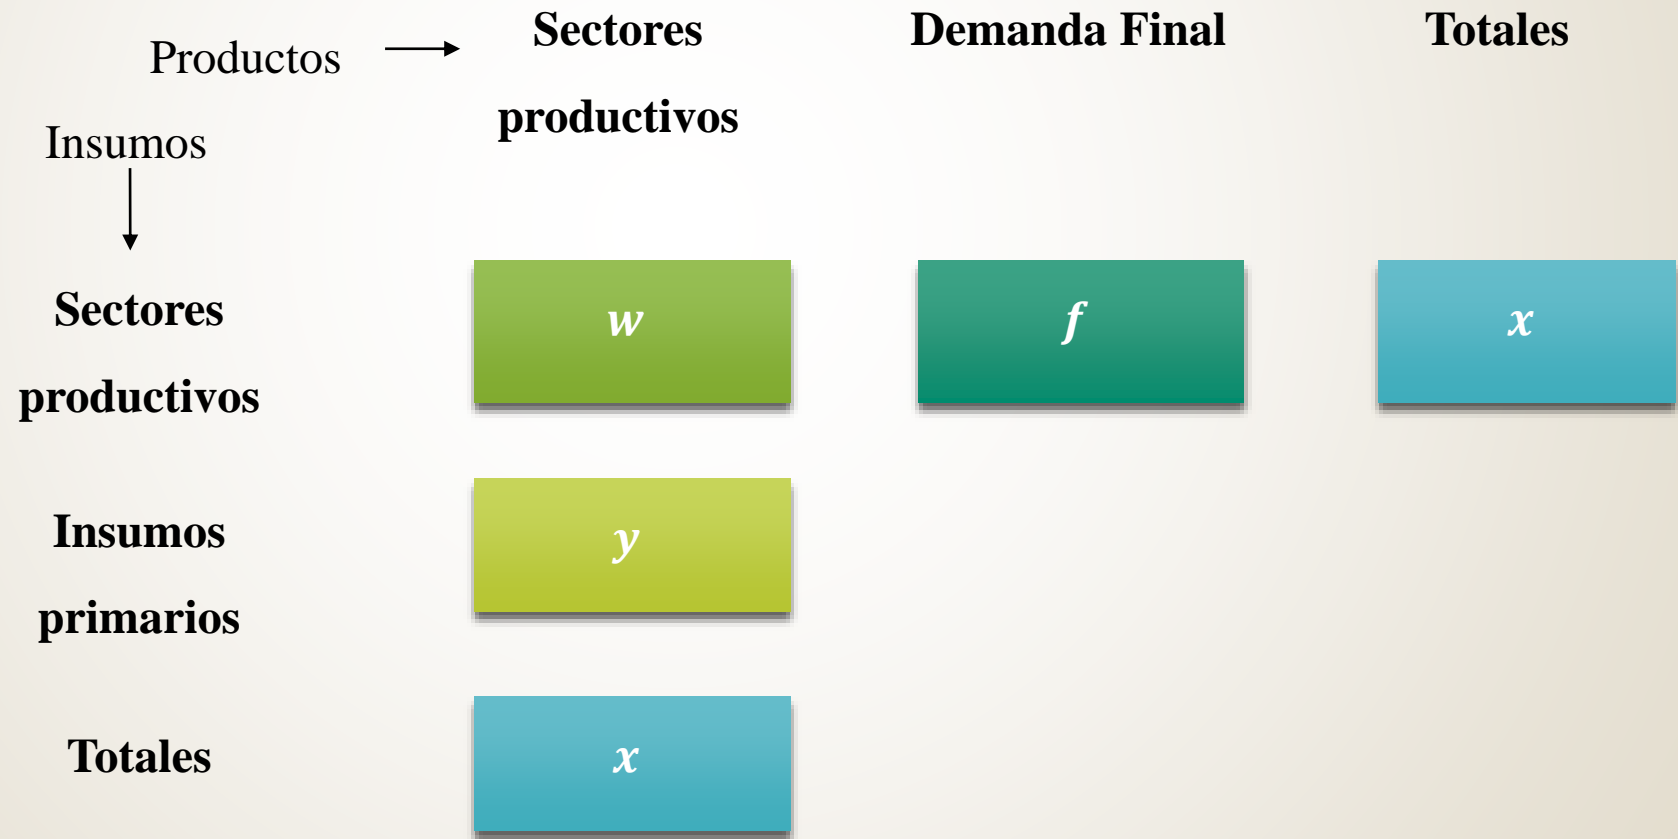 Productos
Sectores
productivos
Demanda Final
Totales
Insumos
Sectores
productivos
w
f
x
Insumos
primarios
y
Totales
x